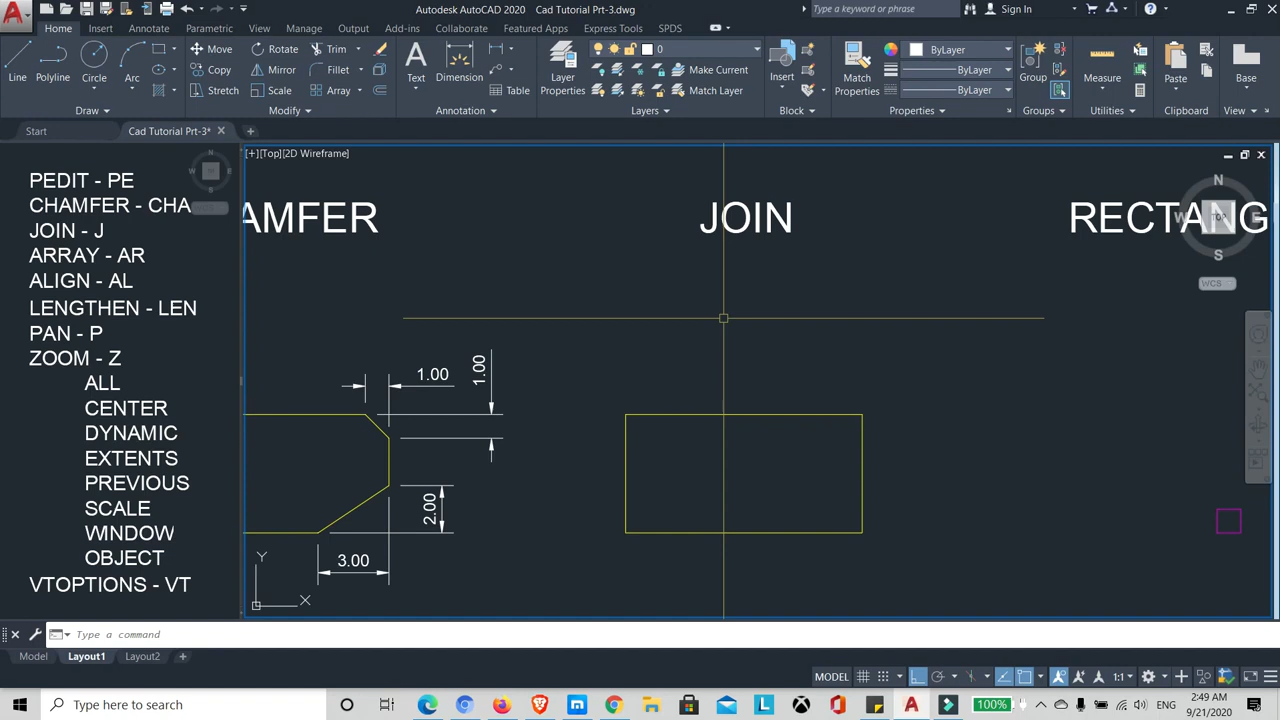 Autodesk AutoCAD 2020 Cad Tutorial Prt-3.dwg
Type a keyword or phrase
Sign In
Home Insert Annotate Parametric View Manage Output Add-ins Collaborate Featured Apps Express Tools SPDS
Line
Polyline
Circle
Arc
Move
Copy
Stretch
Rotate
Mirror
Scale
Trim
Fillet
Array
Text
Dimension
Table
Layer
Properties
0
Make Current
Match Layer
Insert
Match
Properties
ByLayer
ByLayer
ByLayer
Group
Measure
Paste
Base
Draw
Modify
Annotation
Layers
Block
Properties
Groups
Utilities
Clipboard
View
Start
Cad Tutorial Prt-3*
[+][Top][2D Wireframe]
PEDIT - PE
CHAMFER - CHA
JOIN - J
ARRAY - AR
ALIGN - AL
LENGTHEN - LEN
PAN - P
ZOOM - Z
ALL
CENTER
DYNAMIC
EXTENTS
PREVIOUS
SCALE
WINDOW
OBJECT
VTOPTIONS - VT
AMFER
JOIN
RECTANG
N
W
TOP
E
S
WCS
1.00
1.00
2.00
3.00
Y
X
Type a command
Model
Layout1
Layout2
MODEL
1:1
Type here to search
100%
ENG
2:49 AM
9/21/2020